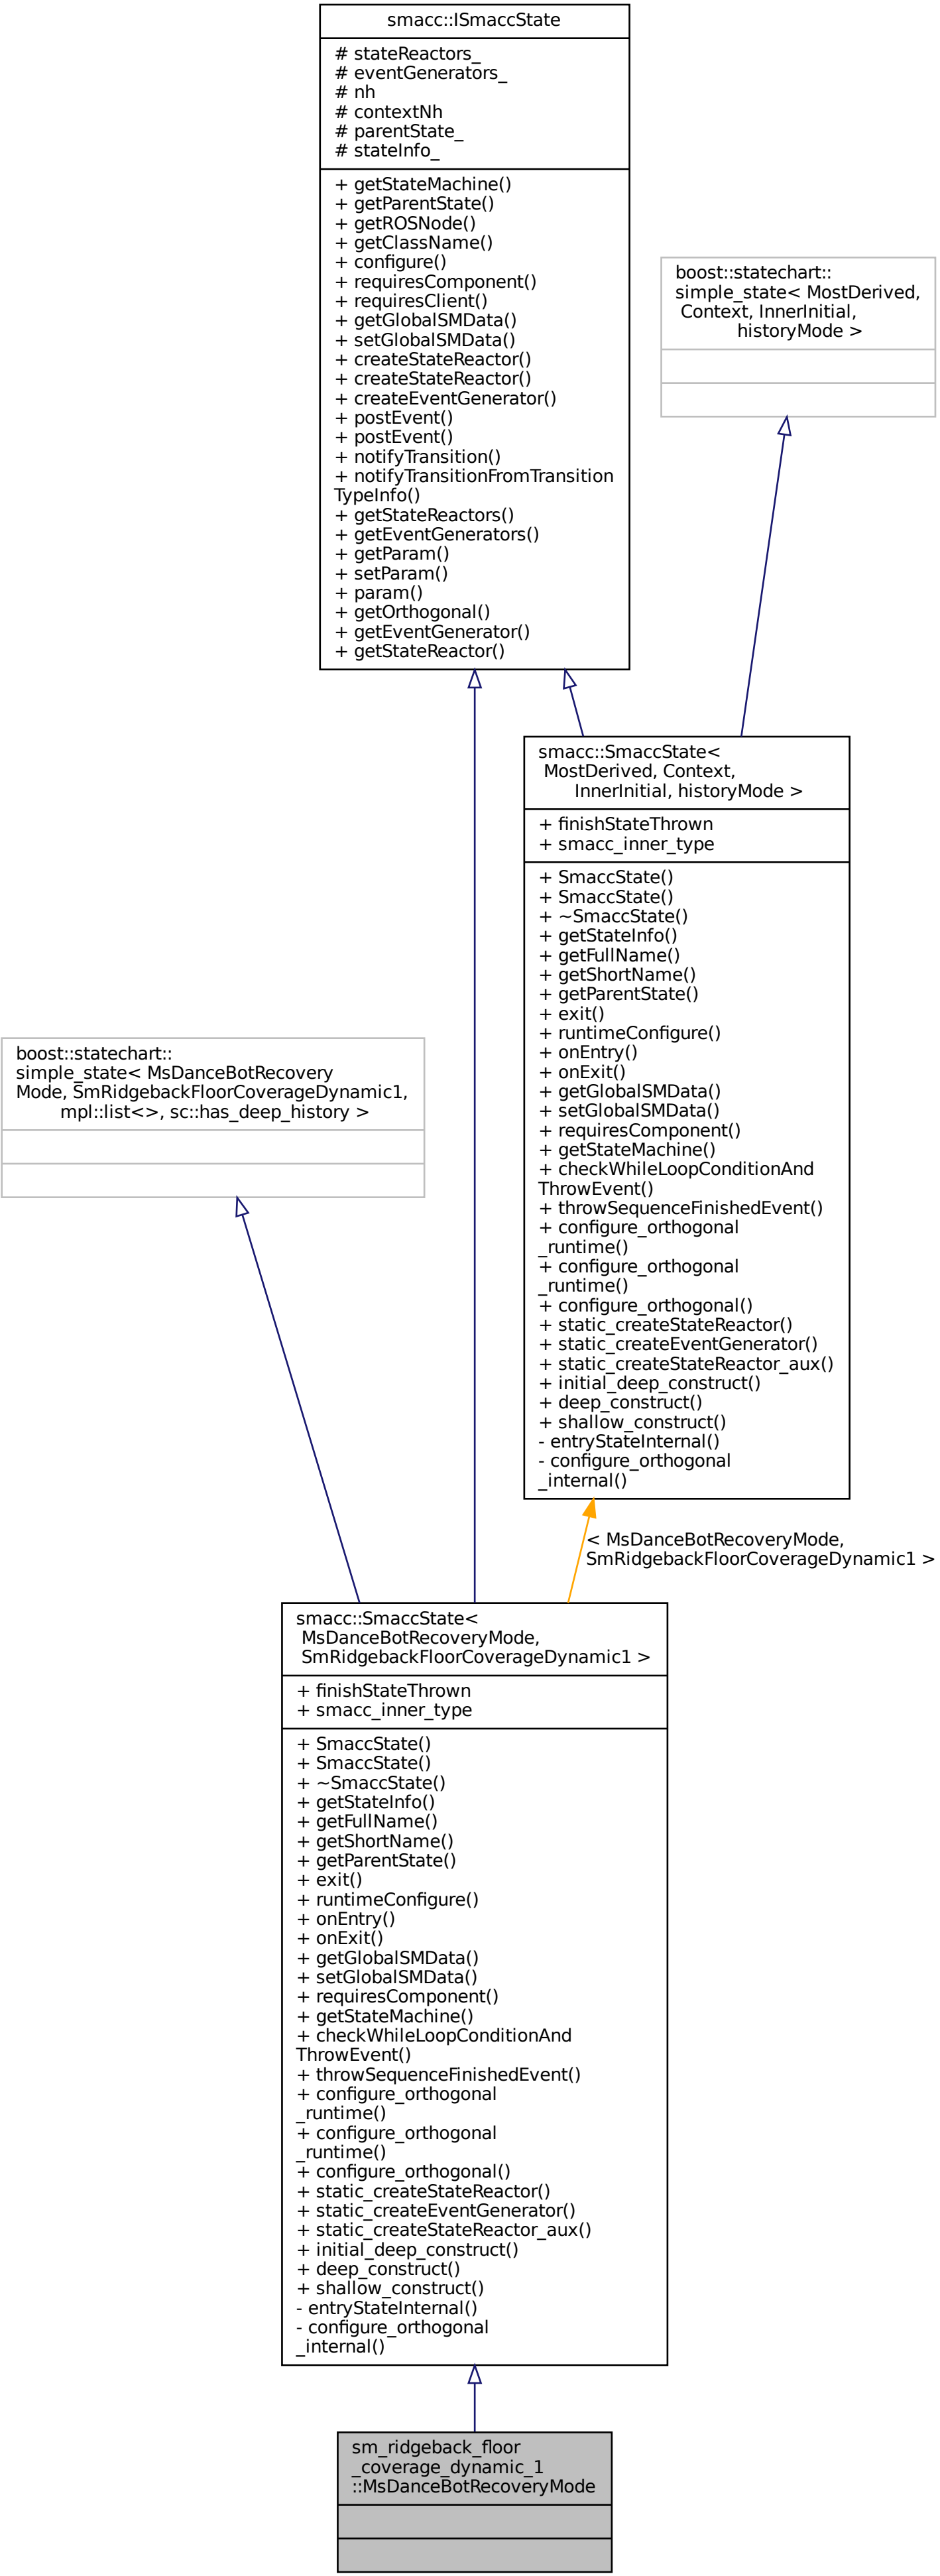 smacc::ISmaccState
# stateReactors_
# eventGenerators_
# nh
# contextNh
# parentState_
# stateInfo_
+ getStateMachine()
+ getParentState()
+ getROSNode()
+ getClassName()
+ configure()
+ requiresComponent()
+ requiresClient()
+ getGlobalSMData()
+ setGlobalSMData()
+ createStateReactor()
+ createStateReactor()
+ createEventGenerator()
+ postEvent()
+ postEvent()
+ notifyTransition()
+ notifyTransitionFromTransition
TypeInfo()
+ getStateReactors()
+ getEventGenerators()
+ getParam()
+ setParam()
+ param()
+ getOrthogonal()
+ getEventGenerator()
+ getStateReactor()
boost::statechart::
simple_state< MostDerived,
Context, InnerInitial,
historyMode >
smacc::SmaccState<
MostDerived, Context,
InnerInitial, historyMode >
+ finishStateThrown
+ smacc_inner_type
+ SmaccState()
+ SmaccState()
+ ~SmaccState()
+ getStateInfo()
+ getFullName()
+ getShortName()
+ getParentState()
+ exit()
+ runtimeConfigure()
+ onEntry()
+ onExit()
+ getGlobalSMData()
+ setGlobalSMData()
+ requiresComponent()
+ getStateMachine()
+ checkWhileLoopConditionAnd
ThrowEvent()
+ throwSequenceFinishedEvent()
+ configure_orthogonal
_runtime()
+ configure_orthogonal
_runtime()
+ configure_orthogonal()
+ static_createStateReactor()
+ static_createEventGenerator()
+ static_createStateReactor_aux()
+ initial_deep_construct()
+ deep_construct()
+ shallow_construct()
- entryStateInternal()
- configure_orthogonal
_internal()
boost::statechart::
simple_state< MsDanceBotRecovery
Mode, SmRidgebackFloorCoverageDynamic1,
mpl::list<>, sc::has_deep_history >
< MsDanceBotRecoveryMode,
SmRidgebackFloorCoverageDynamic1 >
smacc::SmaccState<
MsDanceBotRecoveryMode,
SmRidgebackFloorCoverageDynamic1 >
+ finishStateThrown
+ smacc_inner_type
+ SmaccState()
+ SmaccState()
+ ~SmaccState()
+ getStateInfo()
+ getFullName()
+ getShortName()
+ getParentState()
+ exit()
+ runtimeConfigure()
+ onEntry()
+ onExit()
+ getGlobalSMData()
+ setGlobalSMData()
+ requiresComponent()
+ getStateMachine()
+ checkWhileLoopConditionAnd
ThrowEvent()
+ throwSequenceFinishedEvent()
+ configure_orthogonal
_runtime()
+ configure_orthogonal
_runtime()
+ configure_orthogonal()
+ static_createStateReactor()
+ static_createEventGenerator()
+ static_createStateReactor_aux()
+ initial_deep_construct()
+ deep_construct()
+ shallow_construct()
- entryStateInternal()
- configure_orthogonal
_internal()
sm_ridgeback_floor
_coverage_dynamic_1
::MsDanceBotRecoveryMode